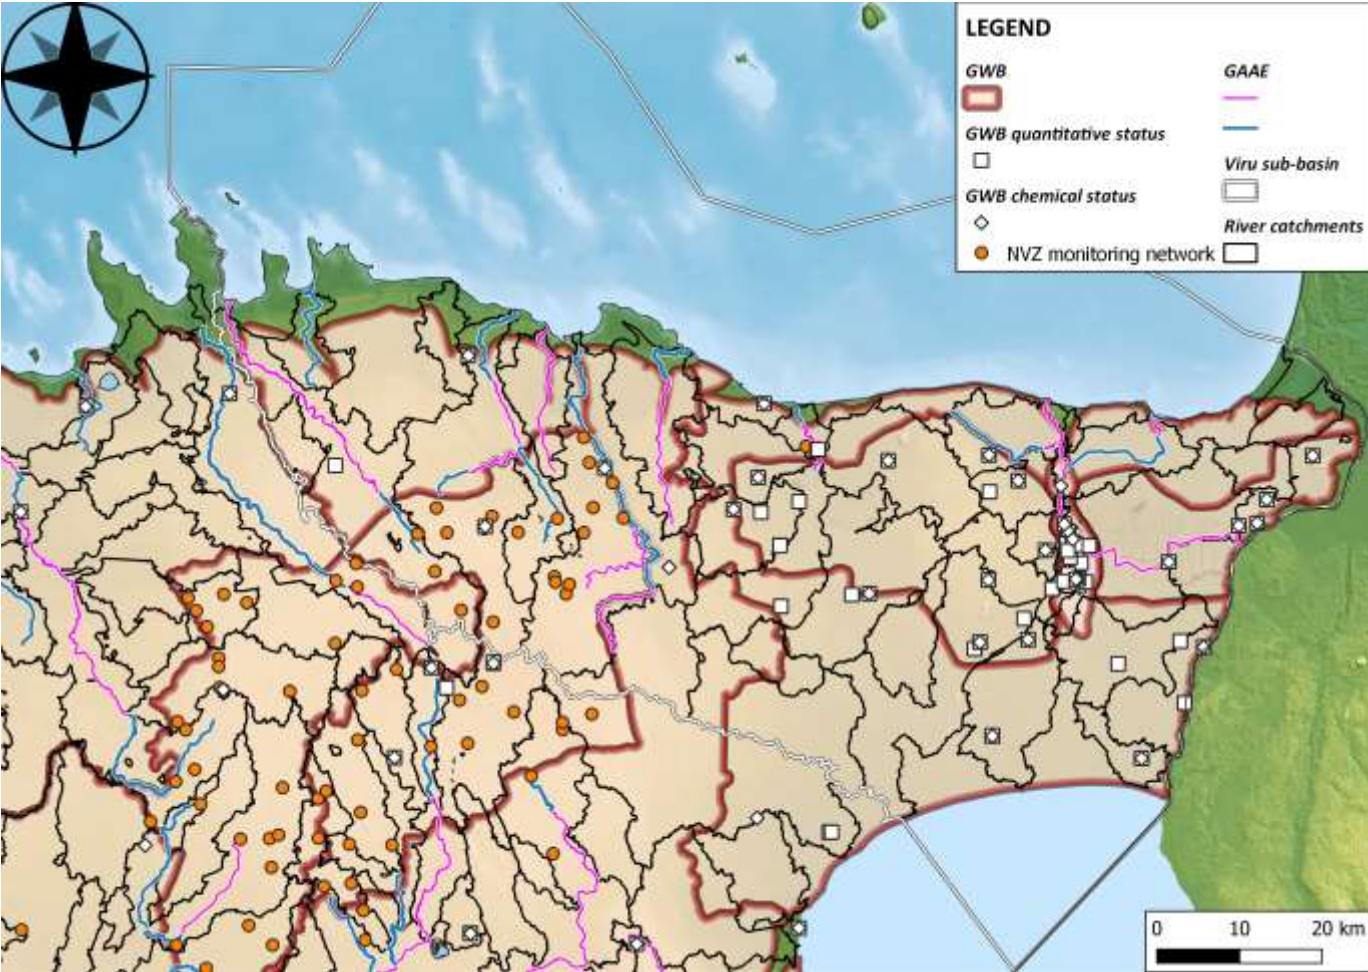 LEGEND
GWB
GAAE
GWB quantitative status
Viru sub-basin
GWB chemical status
River catchments
NVZ monitoring network
0 10 20 km